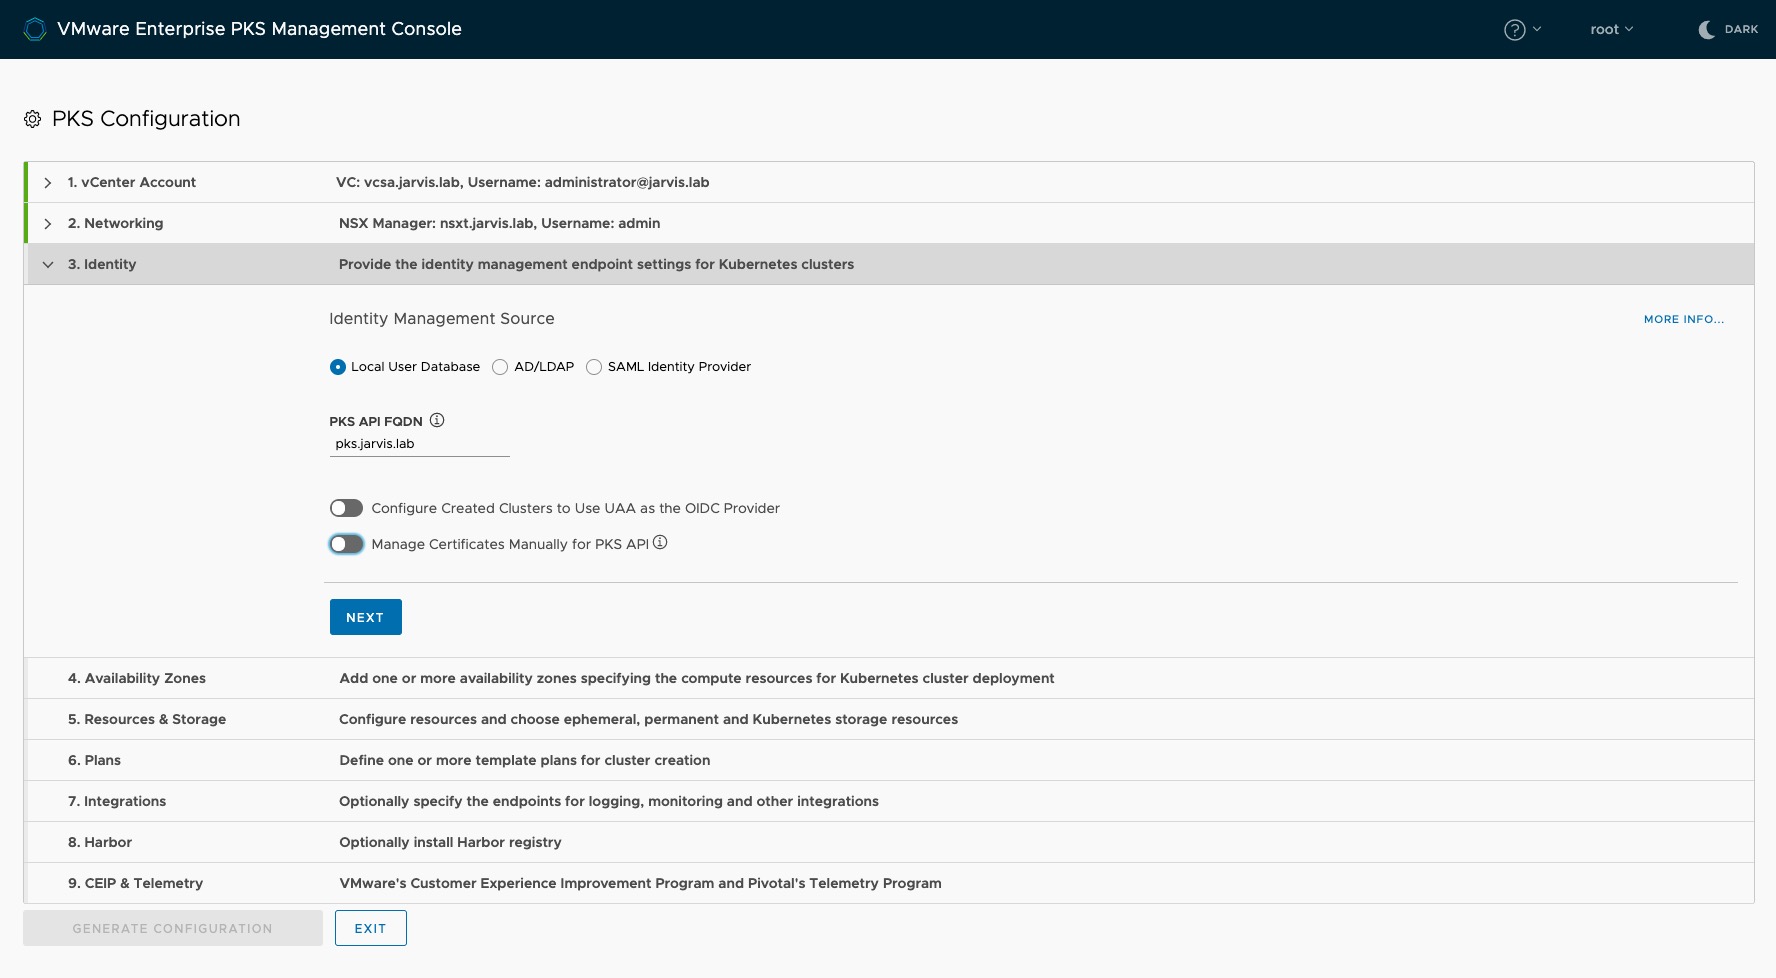 VMware Enterprise PKS Management Console
root
DARK
PKS Configuration
1. vCenter Account VC: vcsa.jarvis.lab, Username: administrator@jarvis.lab
2. Networking NSX Manager: nsxt.jarvis.lab, Username: admin
3. Identity Provide the identity management endpoint settings for Kubernetes clusters
Identity Management Source MORE INFO...
Local User Database AD/LDAP SAML Identity Provider
PKS API FQDN
pks.jarvis.lab
Configure Created Clusters to Use UAA as the OIDC Provider
Manage Certificates Manually for PKS API
NEXT
4. Availability Zones Add one or more availability zones specifying the compute resources for Kubernetes cluster deployment
5. Resources & Storage Configure resources and choose ephemeral, permanent and Kubernetes storage resources
6. Plans Define one or more template plans for cluster creation
7. Integrations Optionally specify the endpoints for logging, monitoring and other integrations
8. Harbor Optionally install Harbor registry
9. CEIP & Telemetry VMware's Customer Experience Improvement Program and Pivotal's Telemetry Program
GENERATE CONFIGURATION EXIT